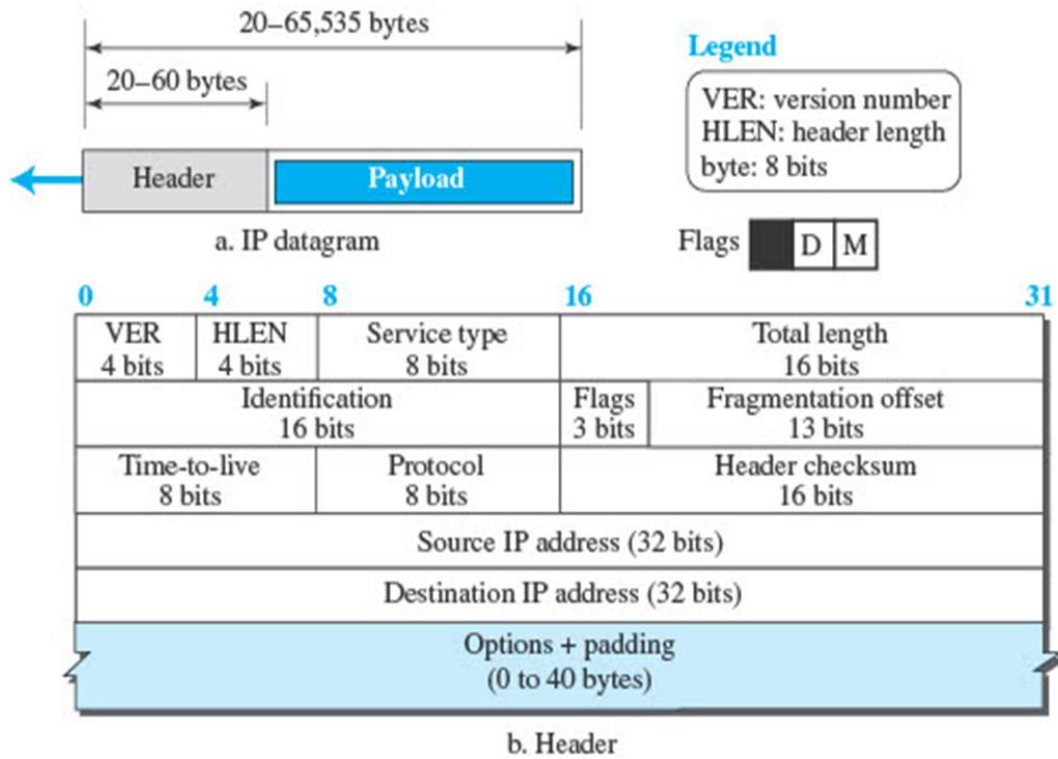 20–65,535 bytes
20–60 bytes
Header
Payload
a. IP datagram
Legend
VER: version number
HLEN: header length
byte: 8 bits
Flags D M
0 4 8 16 31
VER HLEN Service type Total length
4 bits 4 bits 8 bits 16 bits
Identification Flags Fragmentation offset
16 bits 3 bits 13 bits
Time-to-live Protocol Header checksum
8 bits 8 bits 16 bits
Source IP address (32 bits)
Destination IP address (32 bits)
Options + padding
(0 to 40 bytes)
b. Header